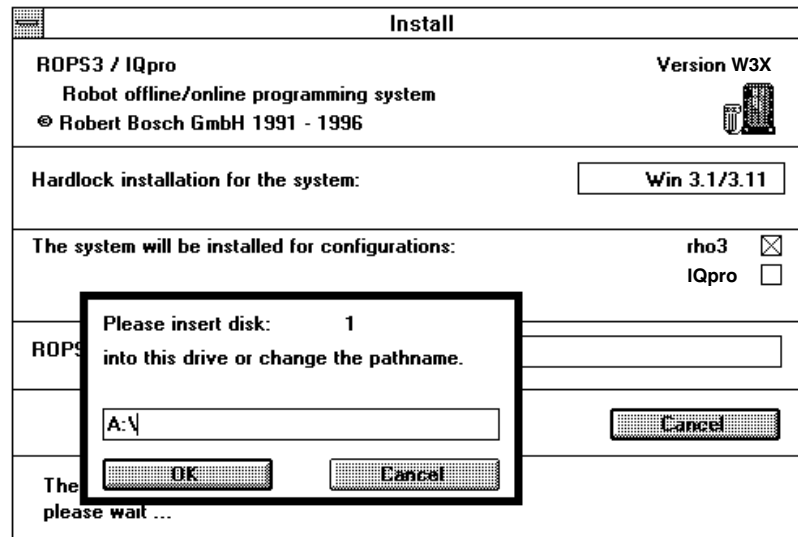 Install
ROPS3 / IQpro
Version W3X
Robot offline/online programming system
© Robert Bosch GmbH 1991 - 1996
Hardlock installation for the system:
Win 3.1/3.11
The system will be installed for configurations:
rho3
IQpro
Please insert disk: 1
ROPS
into this drive or change the pathname.
A:\
Cancel
OK
Cancel
The
please wait ...